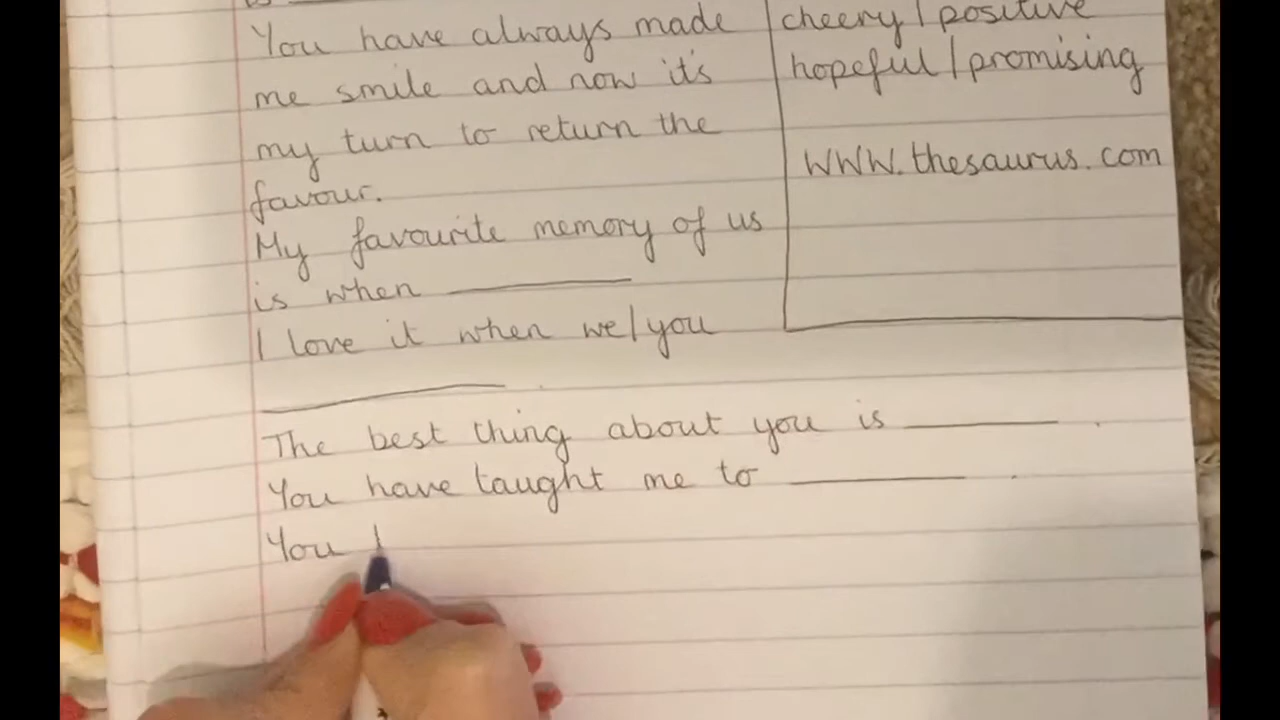 You have always made
me smile and now it's
my turn to return the
favour.
My favourite memory of us
is when
I love it when we/you
The best thing about you is .
You have taught me to .
You
cheery / positive
hopeful / promising
WWW.thesaurus.com